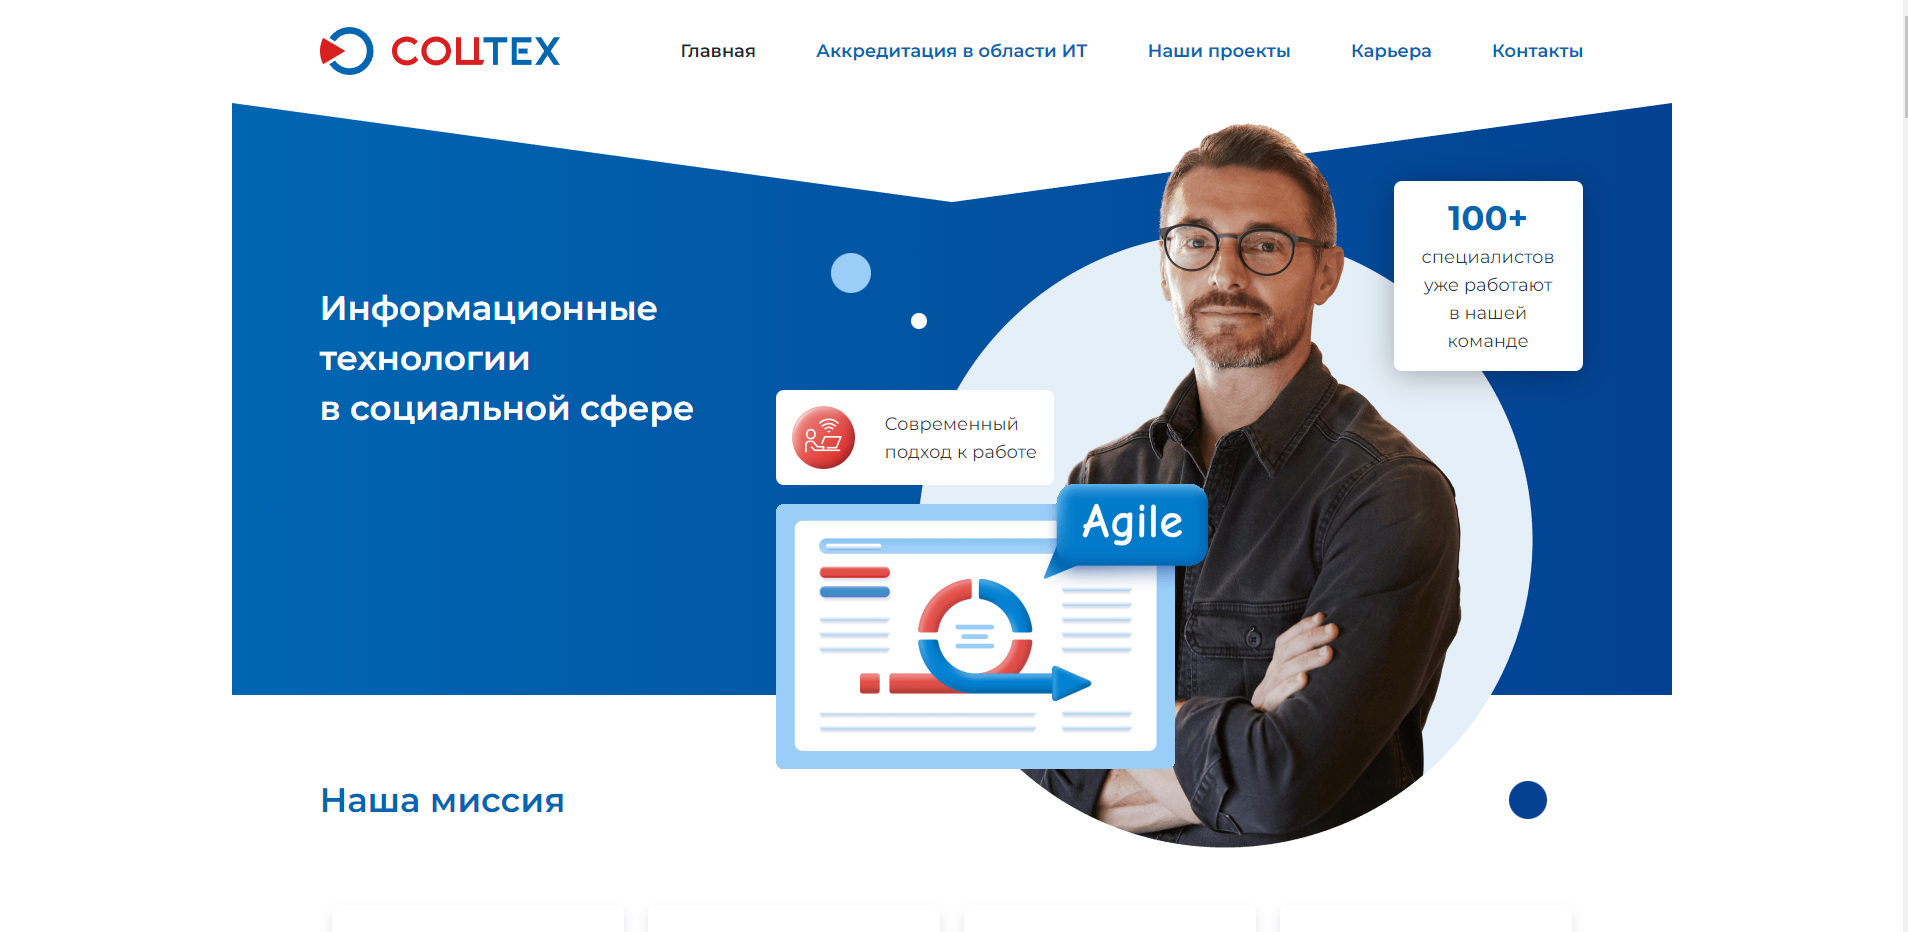 СОЦТЕХ
Главная
Аккредитация в области ИТ
Наши проекты
Карьера
Контакты
Информационные
технологии
в социальной сфере
100+
специалистов
уже работают
в нашей
команде
Современный
подход к работе
Agile
Наша миссия